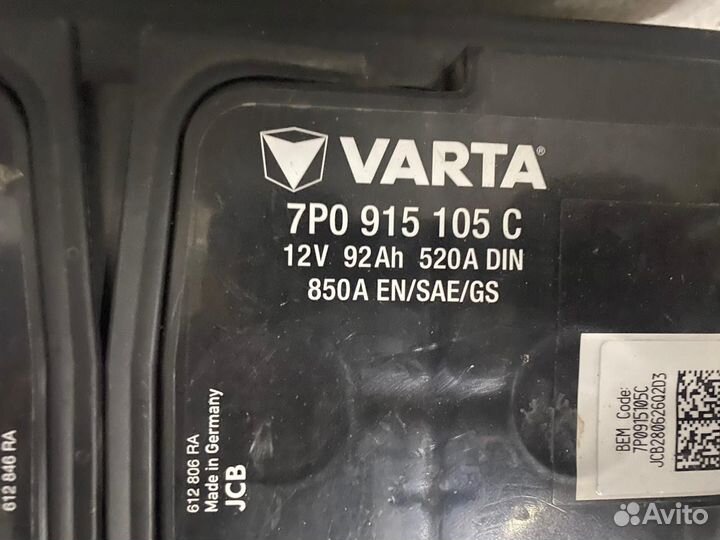 VARTA®
7P0 915 105 C
12V 92Ah 520A DIN
850A EN/SAE/GS
612 806 RA
Made in Germany
JCB
612 846 RA
BEM Code:
7P0915105C
JCB280626Q2D3
Avito